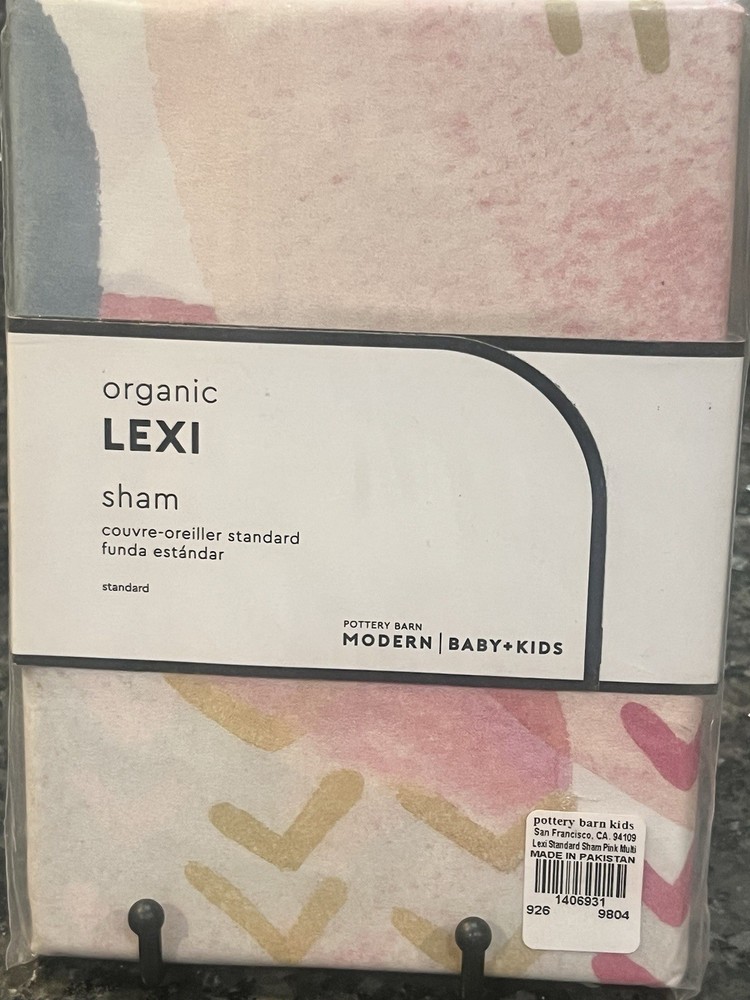 organic
LEXI
sham
couvre-oreiller standard
funda estándar
standard
POTTERY BARN
MODERN | BABY+KIDS
pottery barn kids
San Francisco, CA. 94109
Lexi Standard Sham Pink Multi
MADE IN PAKISTAN
1406931
926 9804